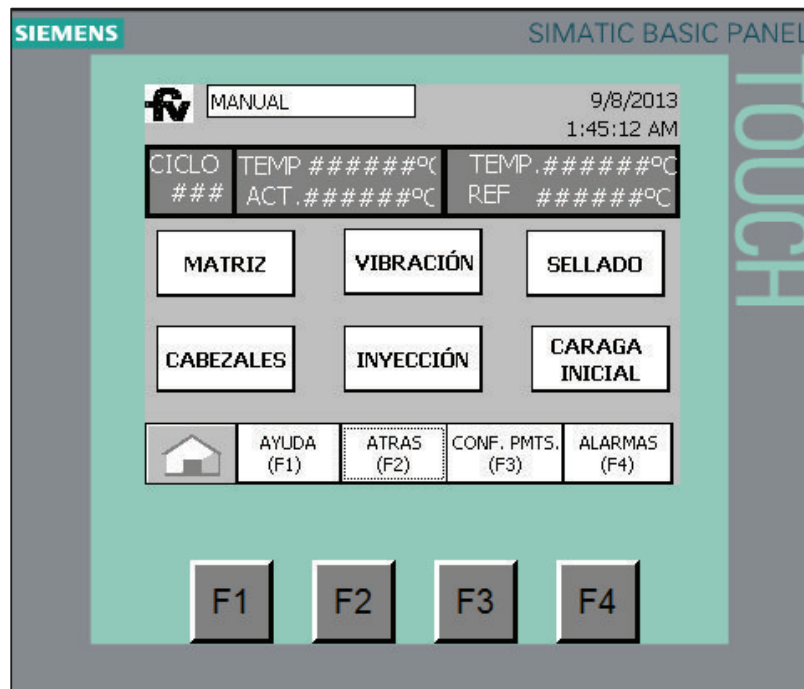 SIEMENS
SIMATIC BASIC PANEL
TOUCH
fv
MANUAL
9/8/2013
1:45:12 AM
CICLO
###
TEMP ######º(
ACT.######ºC
TEMP.######ºC
REF ######ºC
MATRIZ
VIBRACIÓN
SELLADO
CABEZALES
INYECCIÓN
CARAGA
INICIAL
AYUDA
(F1)
ATRAS
(F2)
CONF. PMTS.
(F3)
ALARMAS
(F4)
F1
F2
F3
F4